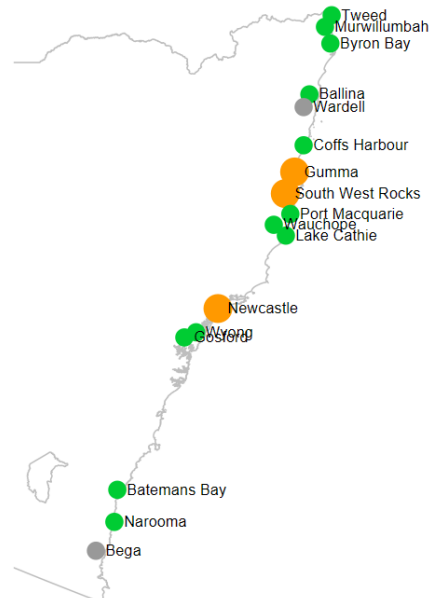 Tweed
Murwillumbah
Byron Bay
Ballina
Wardell
Coffs Harbour
Gumma
South West Rocks
Port Macquarie
Wauchope
Lake Cathie
Newcastle
Wyong
Gosford
Batemans Bay
Narooma
Bega